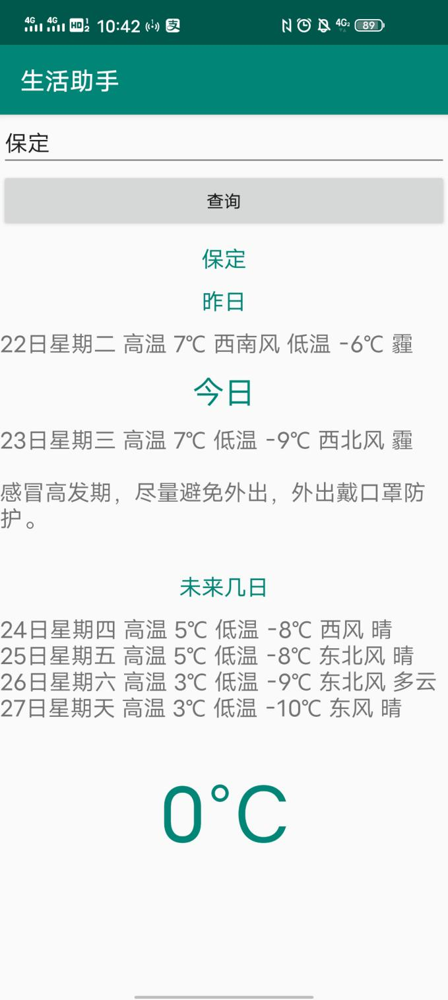 4G 4G HD 1 2 10:42 支 4G2 89
生活助手
保定
查询
保定
昨日
22日星期二 高温 7℃ 西南风 低温 -6℃ 霾
今日
23日星期三 高温 7℃ 低温 -9℃ 西北风 霾
感冒高发期，尽量避免外出，外出戴口罩防
护。
未来几日
24日星期四 高温 5℃ 低温 -8℃ 西风 晴
25日星期五 高温 5℃ 低温 -8℃ 东北风 晴
26日星期六 高温 3℃ 低温 -9℃ 东北风 多云
27日星期天 高温 3℃ 低温 -10℃ 东风 晴
0°C